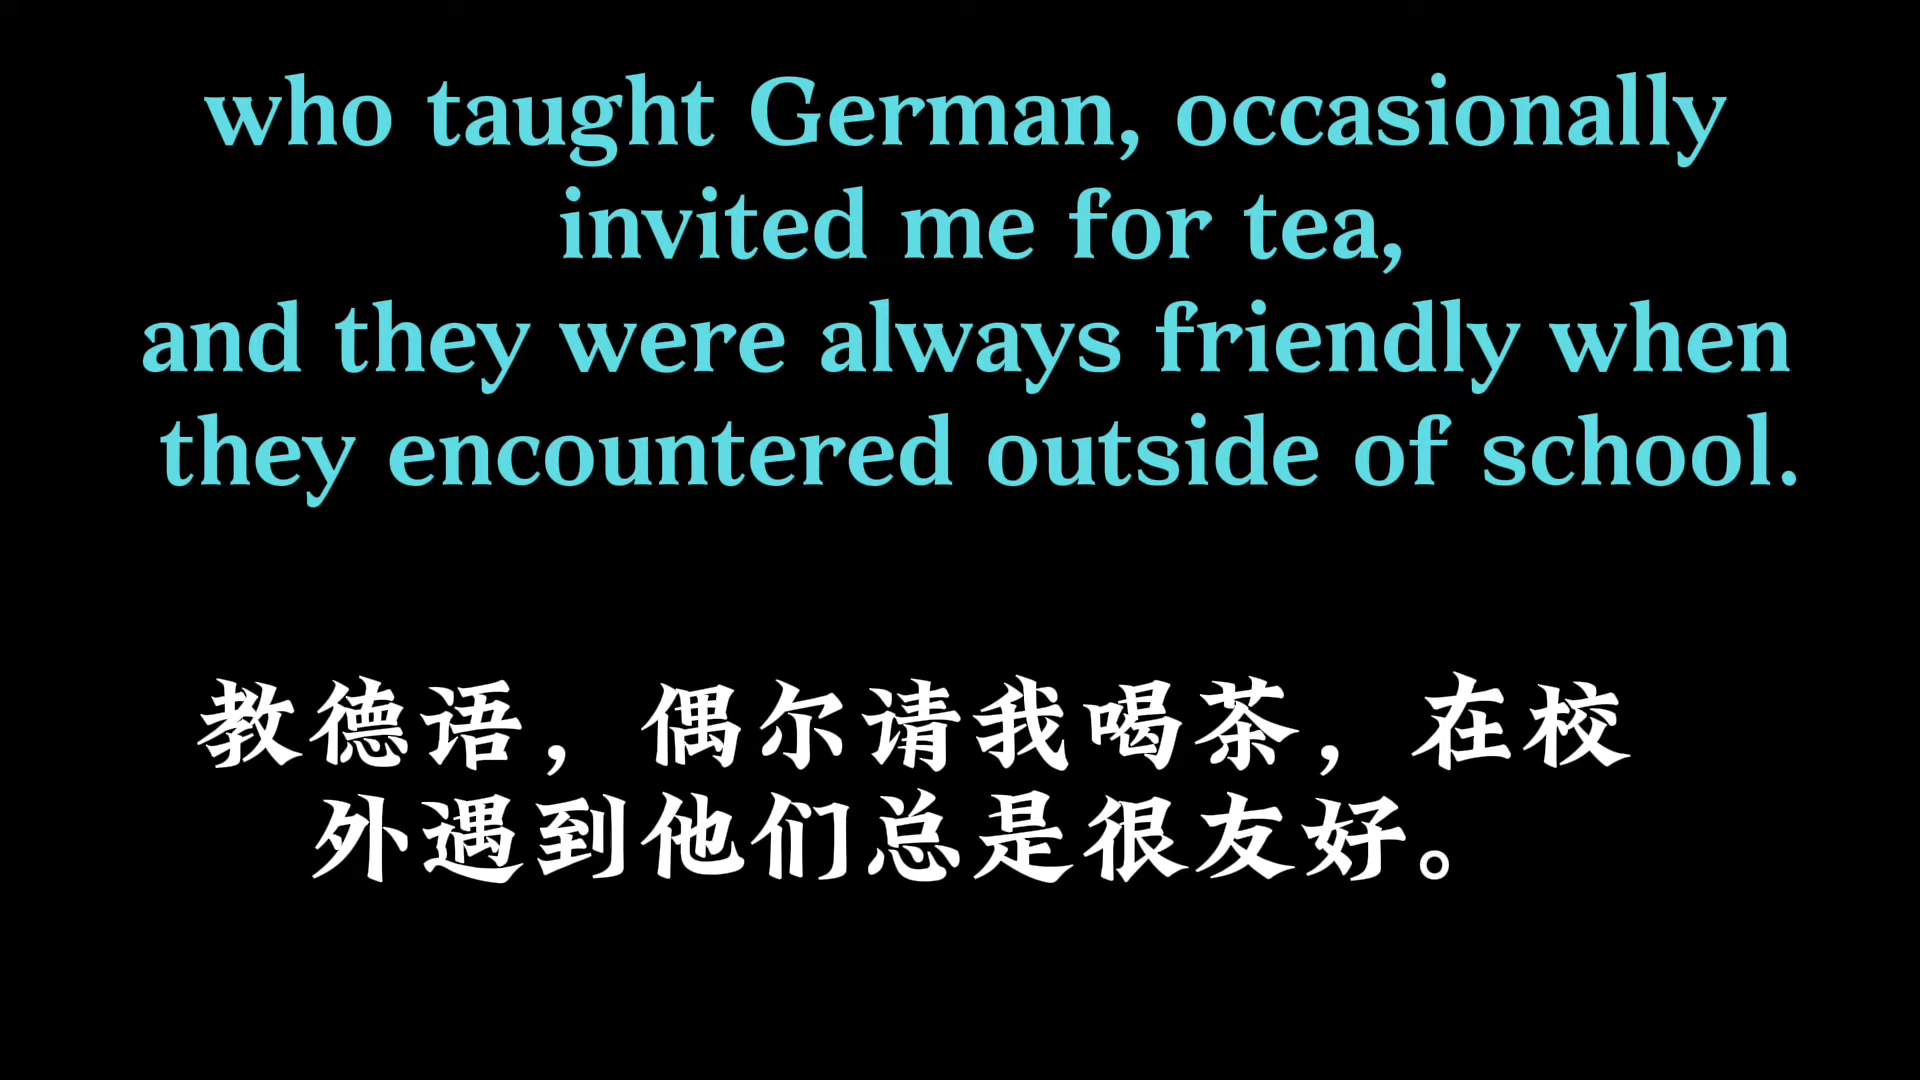 who taught German, occasionally
invited me for tea,
and they were always friendly when
they encountered outside of school.
教德语，偶尔请我喝茶，在校
外遇到他们总是很友好。